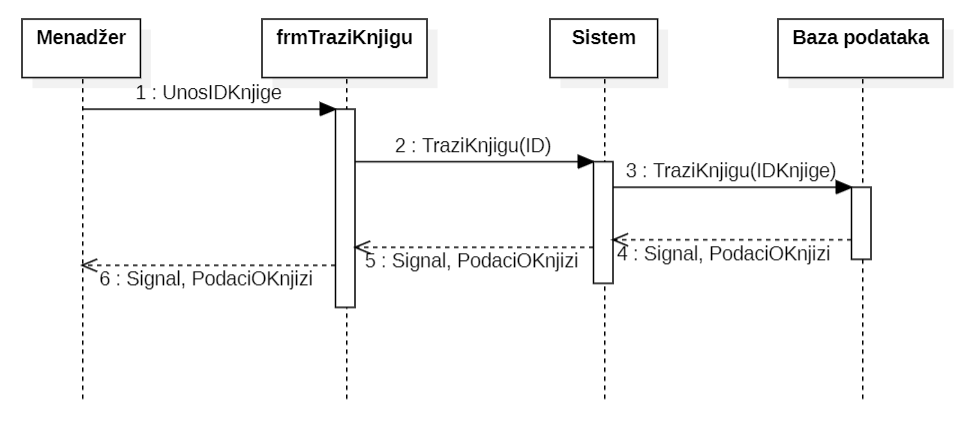 Menadžer
frmTraziKnjigu
Sistem
Baza podataka
1 : UnosIDKnjige
2 : TraziKnjigu(ID)
3 : TraziKnjigu(IDKnjige)
4 : Signal, PodaciOKnjizi
5 : Signal, PodaciOKnjizi
6 : Signal, PodaciOKnjizi